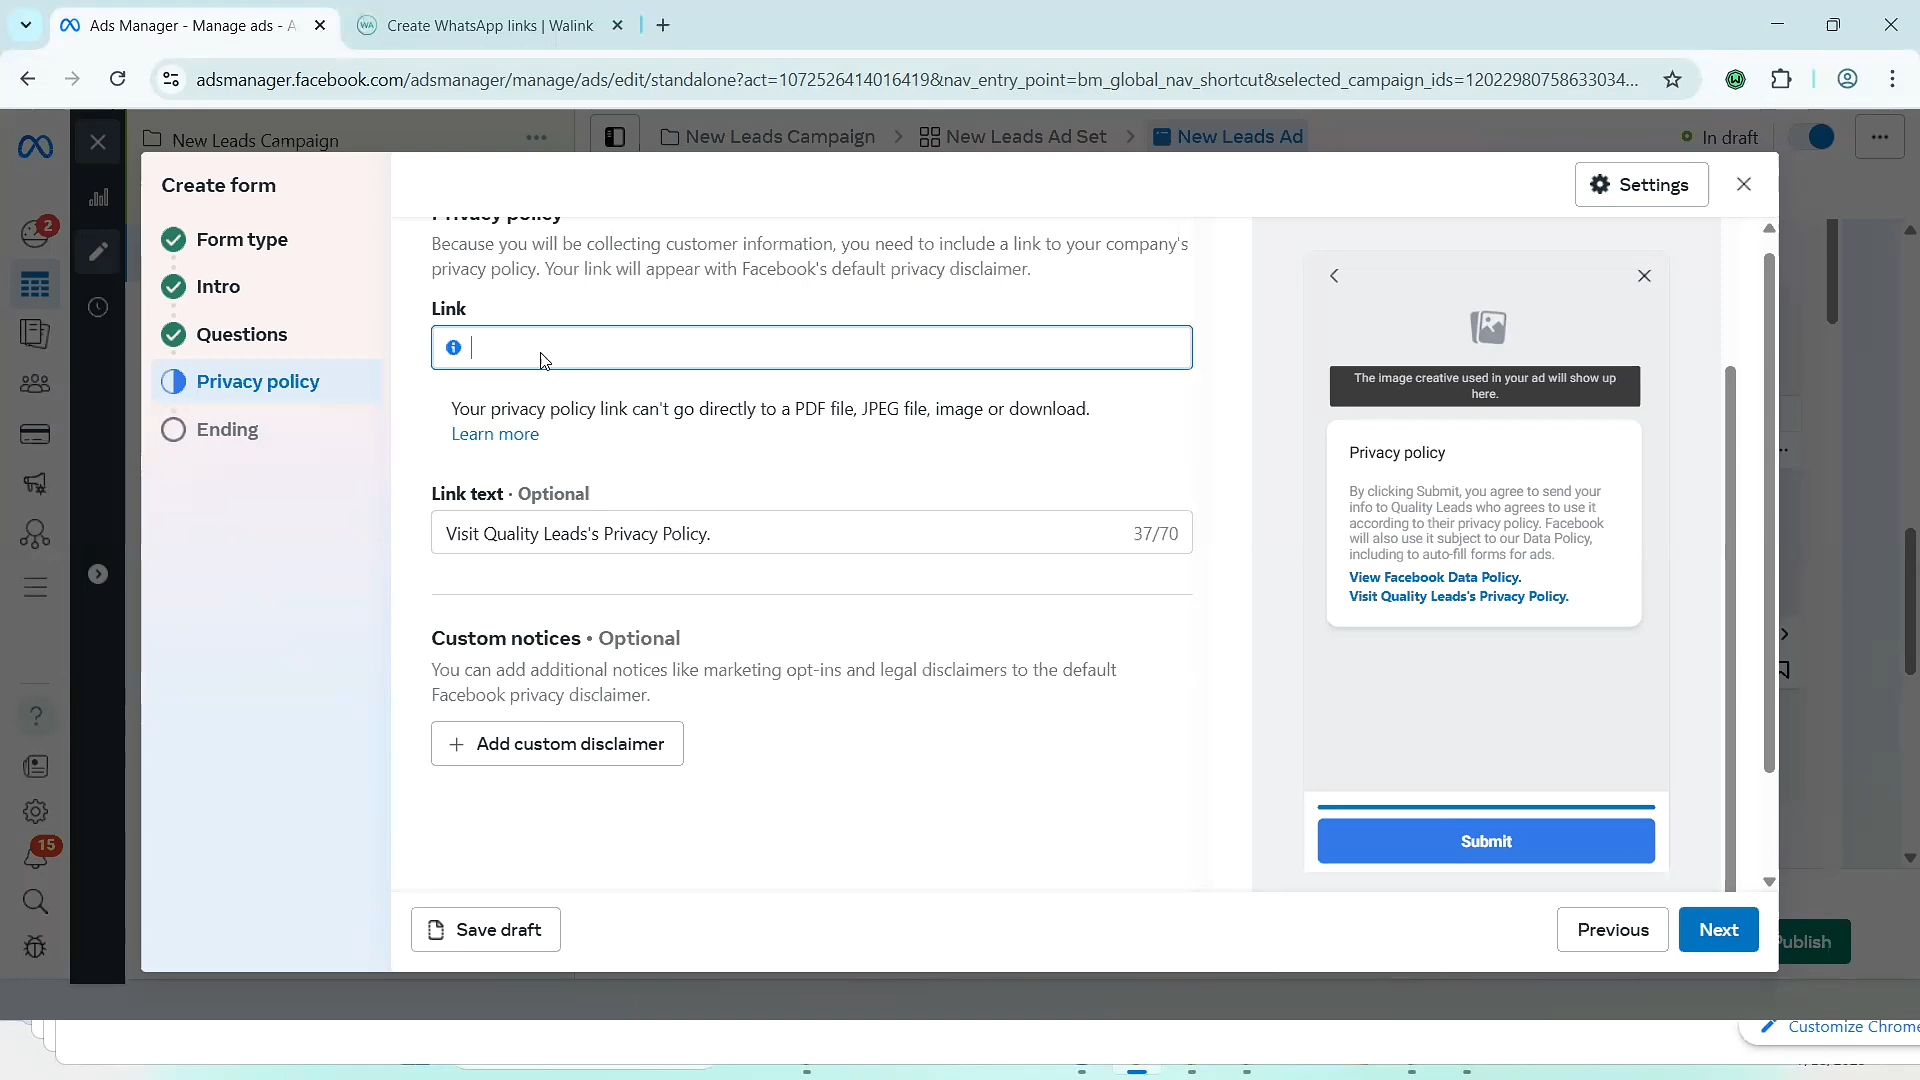 Ads Manager - Manage ads - A
Create WhatsApp links | Walink
adsmanager.facebook.com/adsmanager/manage/ads/edit/standalone?act=1072526414016419&nav_entry_point=bm_global_nav_shortcut&selected_campaign_ids=12022980758633034...
New Leads Campaign
New Leads Campaign
New Leads Ad Set
New Leads Ad
In draft
Create form
Settings
Form type
Intro
Questions
Privacy policy
Ending
Privacy policy
Because you will be collecting customer information, you need to include a link to your company's
privacy policy. Your link will appear with Facebook's default privacy disclaimer.
Link
Your privacy policy link can't go directly to a PDF file, JPEG file, image or download.
Learn more
Link text · Optional
Visit Quality Leads's Privacy Policy.
37/70
Custom notices • Optional
You can add additional notices like marketing opt-ins and legal disclaimers to the default
Facebook privacy disclaimer.
+ Add custom disclaimer
The image creative used in your ad will show up
here.
Privacy policy
By clicking Submit, you agree to send your
info to Quality Leads who agrees to use it
according to their privacy policy. Facebook
will also use it subject to our Data Policy,
including to auto-fill forms for ads.
View Facebook Data Policy.
Visit Quality Leads's Privacy Policy.
Submit
Save draft
Previous
Next
Publish
2
15
Customize Chrome